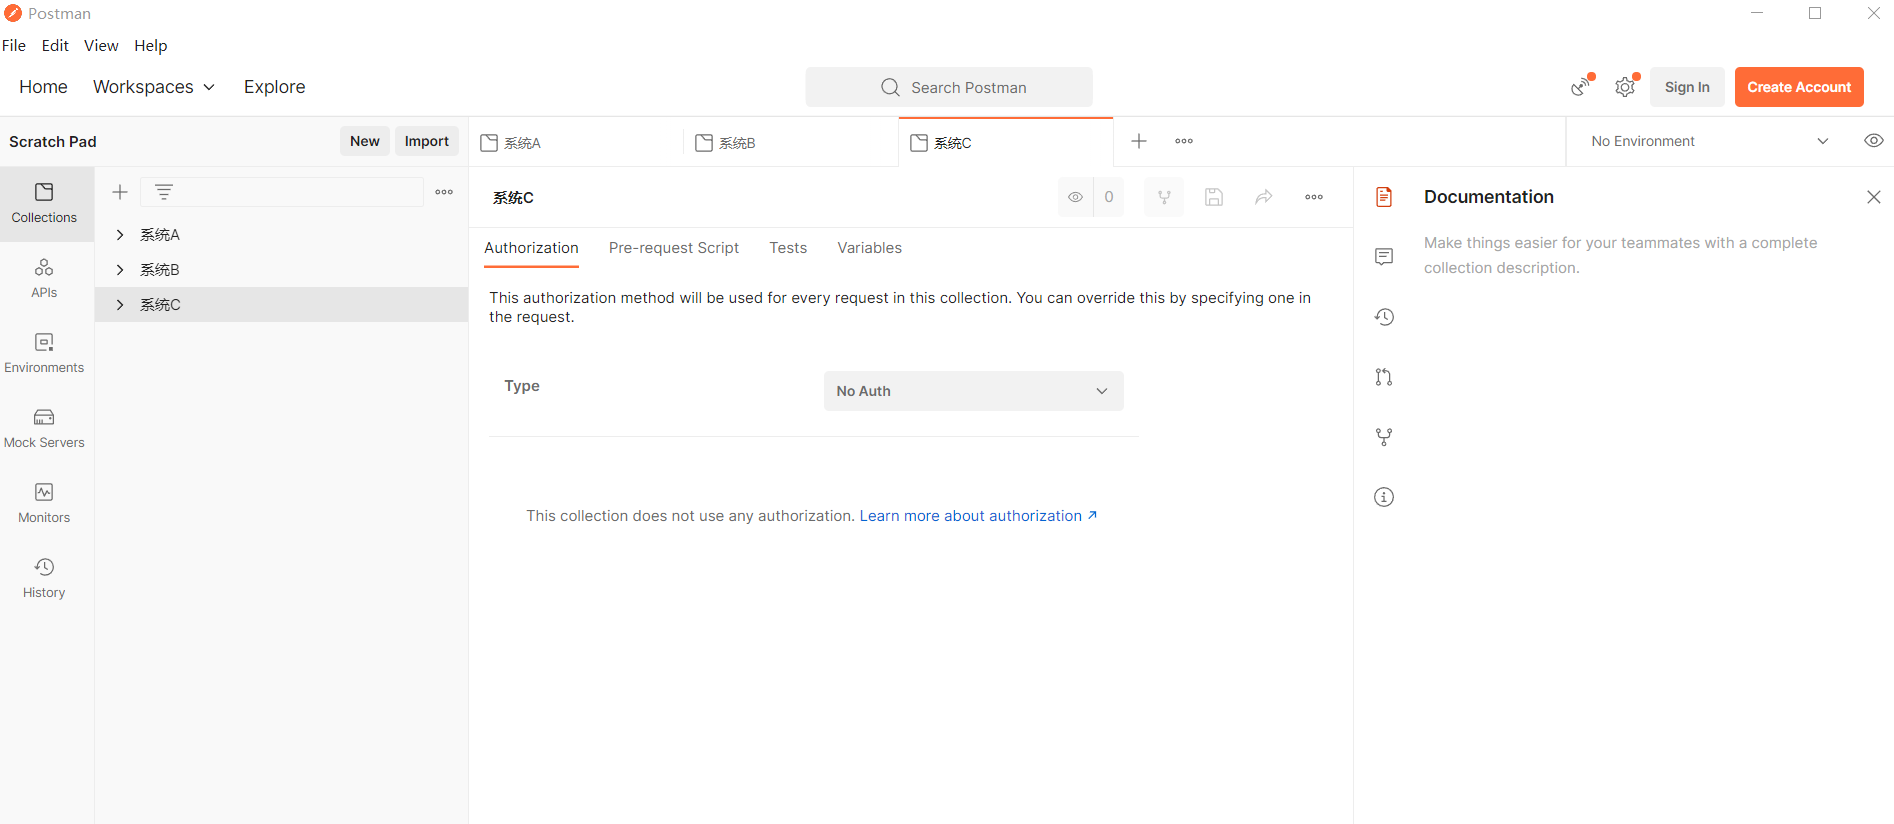 Postman
File Edit View Help
Home Workspaces Explore Search Postman Sign In Create Account
Scratch Pad New Import 系统A 系统B 系统C No Environment
Collections
APIs
Environments
Mock Servers
Monitors
History
系统A
系统B
系统C
系统C 0
Authorization Pre-request Script Tests Variables
This authorization method will be used for every request in this collection. You can override this by specifying one in
the request.
Type No Auth
This collection does not use any authorization. Learn more about authorization
Documentation
Make things easier for your teammates with a complete
collection description.